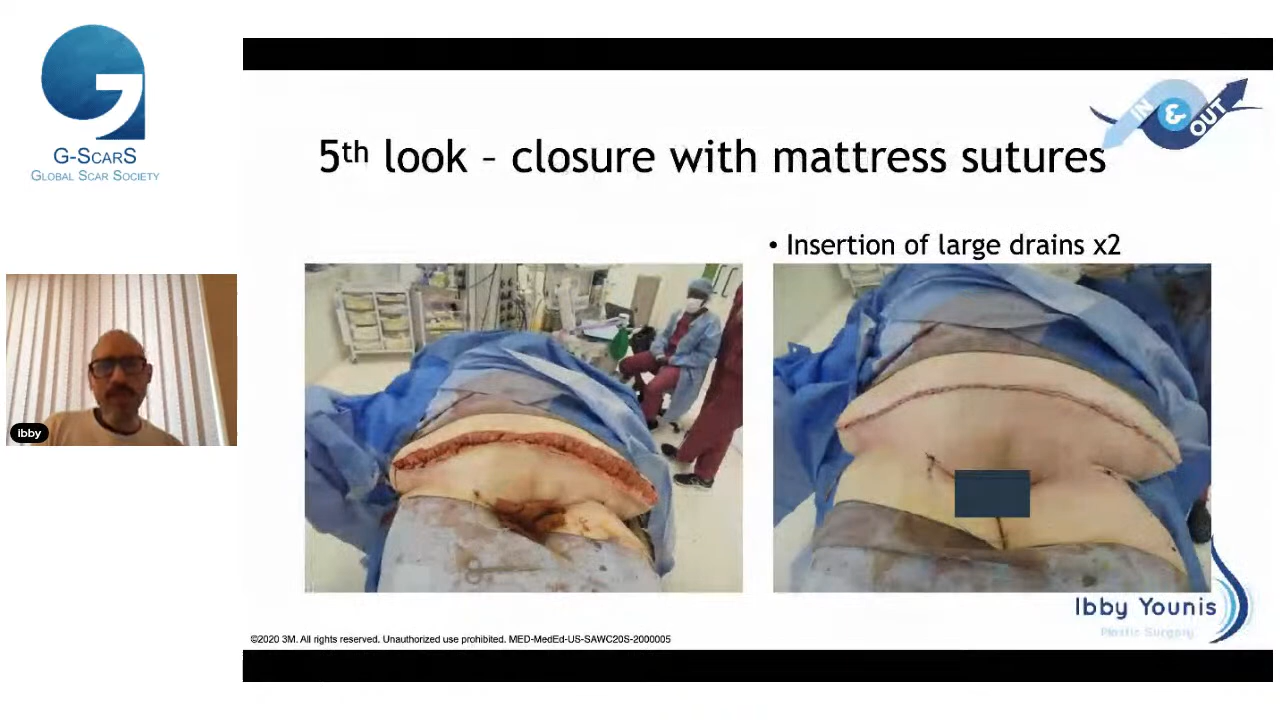 G-SCARS
GLOBAL SCAR SOCIETY
IN & OUT
5th look – closure with mattress sutures
• Insertion of large drains x2
ibby
Ibby Younis
Plastic Surgery
©2020 3M. All rights reserved. Unauthorized use prohibited. MED-MedEd-US-SAWC20S-2000005